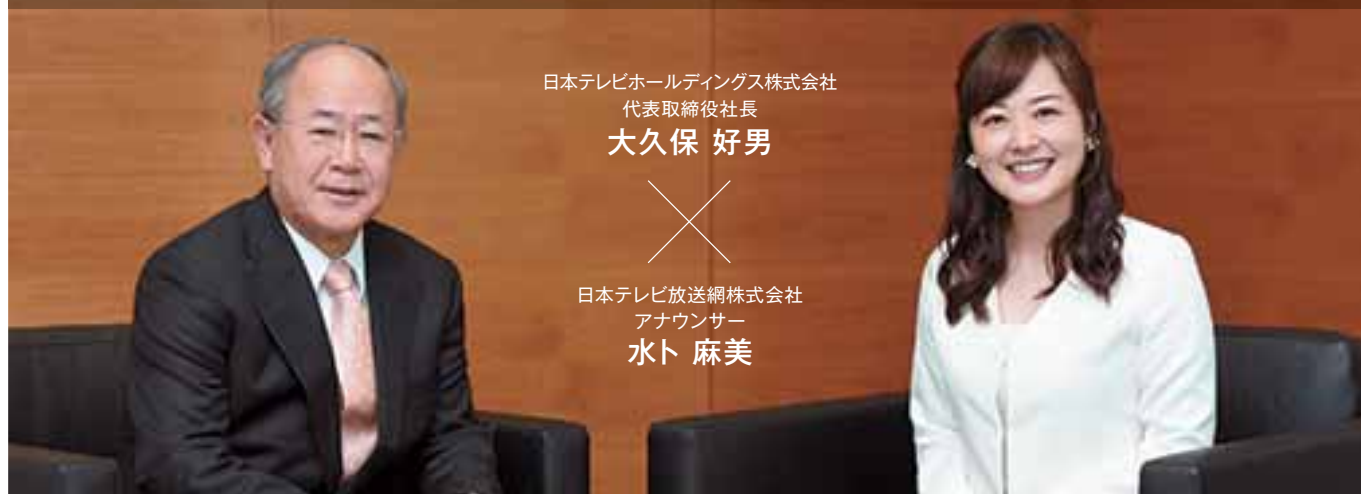 日本テレビホールディングス株式会社
代表取締役社長
大久保 好男
日本テレビ放送網株式会社
アナウンサー
水卜 麻美